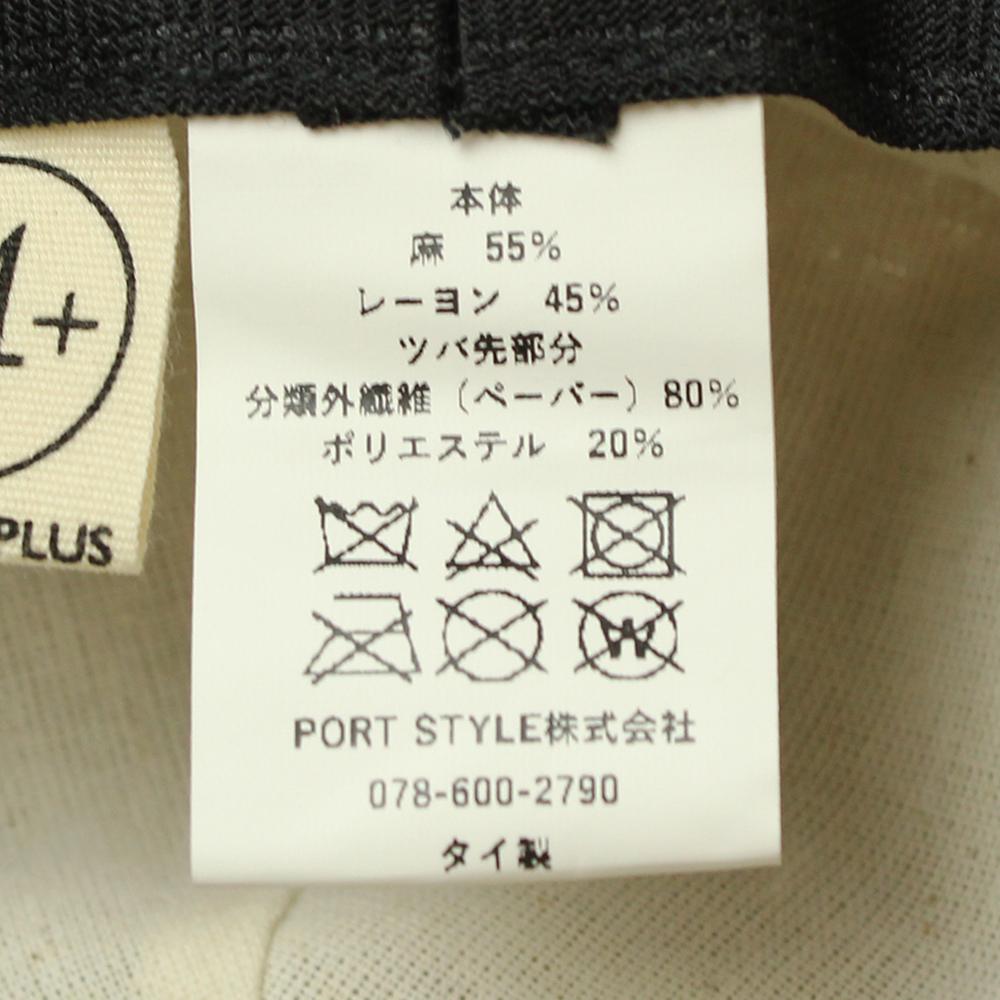 本体
麻 55%
レーヨン 45%
ツバ先部分
分類外繊維（ペーパー）80%
ポリエステル 20%
W
PORT STYLE株式会社
078-600-2790
タイ製
1+
PLUS